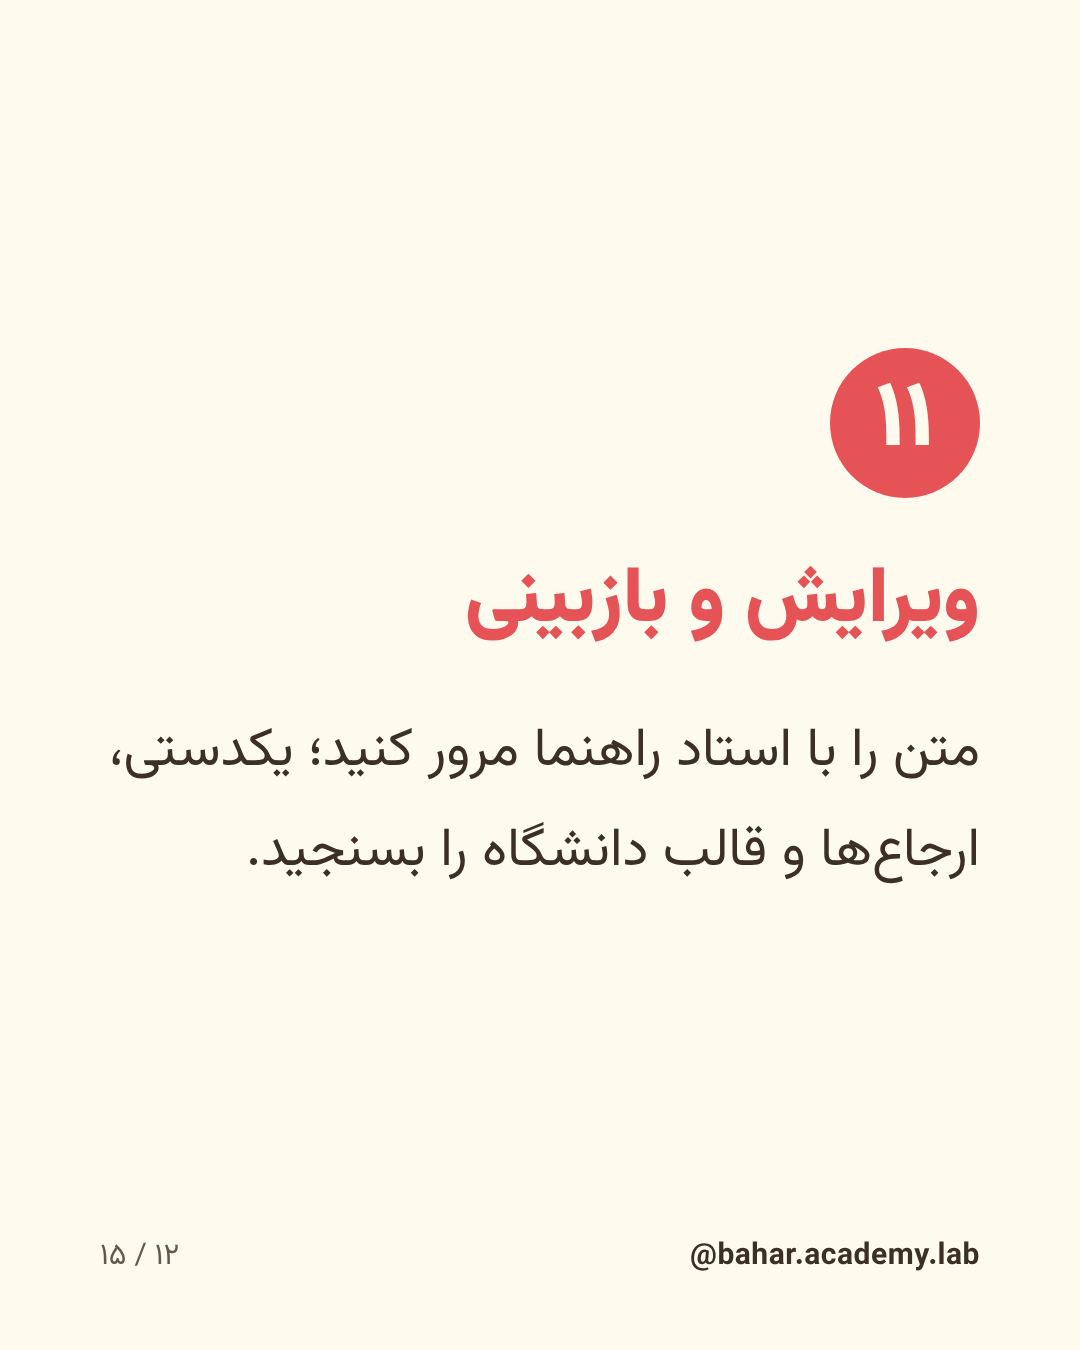 ۱۱
ویرایش و بازبینی
متن را با استاد راهنما مرور کنید؛ یکدستی،
ارجاع‌ها و قالب دانشگاه را بسنجید.
@bahar.academy.lab
۱۲ / ۱۵